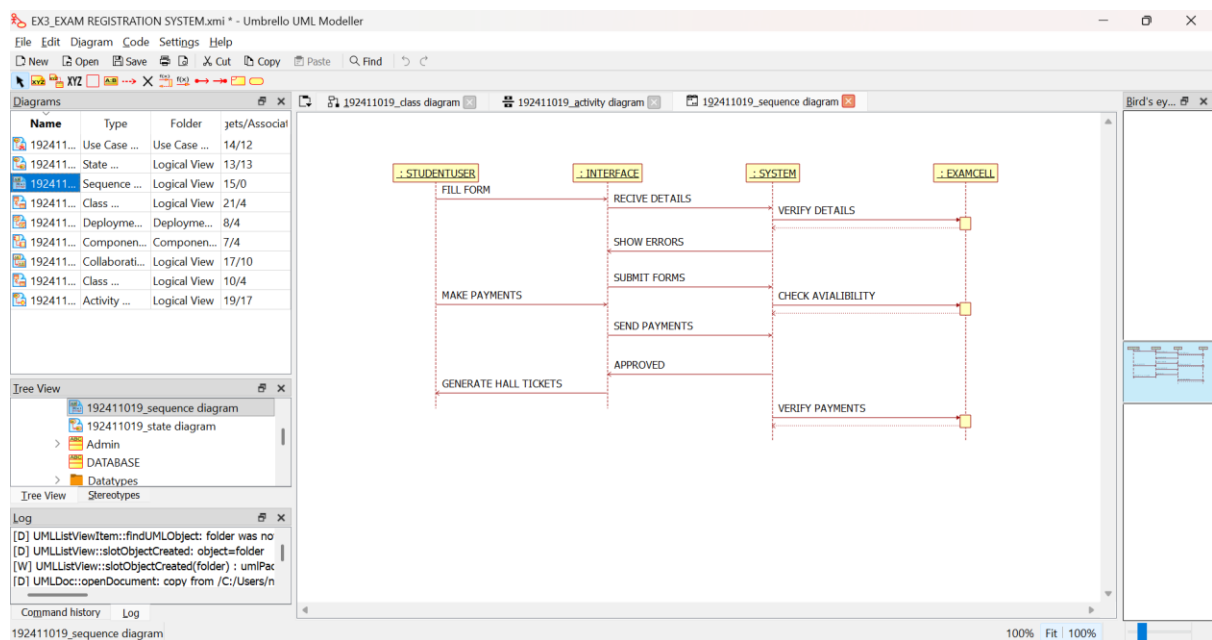 EX3_EXAM REGISTRATION SYSTEM.xmi * - Umbrello UML Modeller
File Edit Diagram Code Settings Help
New Open Save Cut Copy Paste Find
XYZ XYZ A:B f(x) f(x)
Diagrams
Name Type Folder gets/Associat
192411... Use Case ... Use Case ... 14/12
192411... State ... Logical View 13/13
192411... Sequence ... Logical View 15/0
192411... Class ... Logical View 21/4
192411... Deployme... Deployme... 8/4
192411... Componen... Componen... 7/4
192411... Collaborati... Logical View 17/10
192411... Class ... Logical View 10/4
192411... Activity ... Logical View 19/17
Tree View
192411019_sequence diagram
192411019_state diagram
ABC Admin
ABC DATABASE
Datatypes
Tree View Stereotypes
Log
[D] UMLListViewItem::findUMLObject: folder was no
[D] UMLListView::slotObjectCreated: object=folder
[W] UMLListView::slotObjectCreated(folder) : umlPac
[D] UMLDoc::openDocument: copy from /C:/Users/n
Command history Log
192411019_class diagram 192411019_activity diagram 192411019_sequence diagram
: STUDENTUSER : INTERFACE : SYSTEM : EXAMCELL
FILL FORM
RECIVE DETAILS
VERIFY DETAILS
SHOW ERRORS
SUBMIT FORMS
MAKE PAYMENTS
CHECK AVIALIBILITY
SEND PAYMENTS
APPROVED
GENERATE HALL TICKETS
VERIFY PAYMENTS
Bird's ey...
192411019_sequence diagram
100% Fit 100%